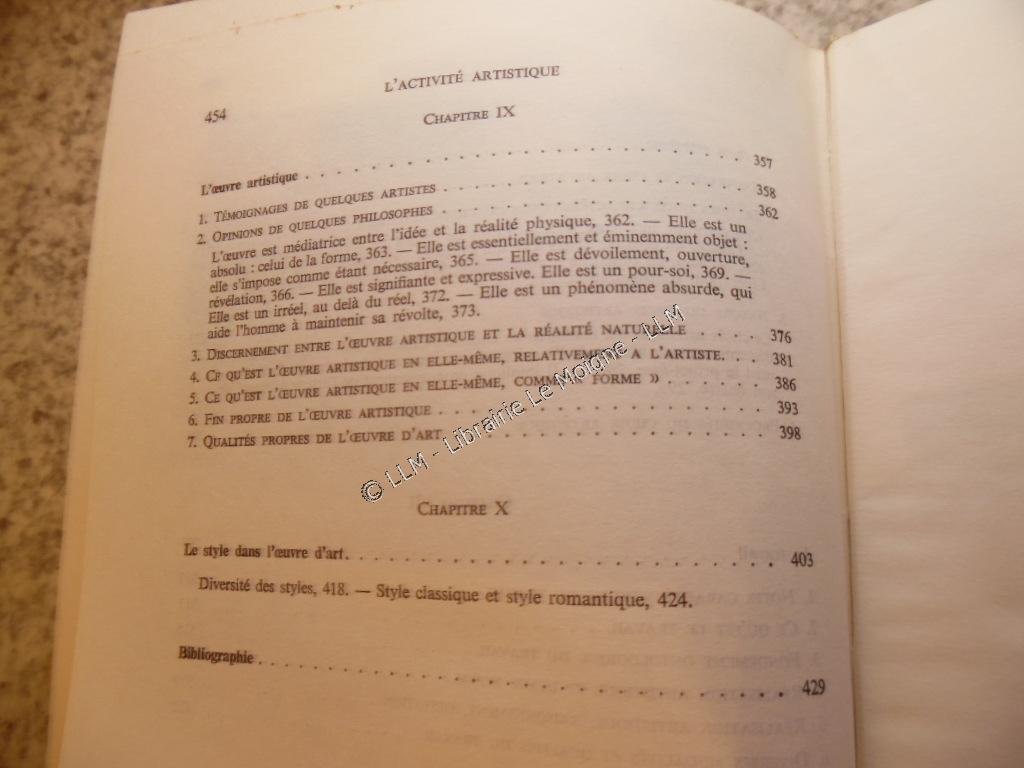 L'ACTIVITÉ ARTISTIQUE
454
CHAPITRE IX
L'œuvre artistique . . . . . . . . . . . . . . . . . . . . . . . 357
1. TÉMOIGNAGES DE QUELQUES ARTISTES . . . . . . . . . . . . . . . 358
2. OPINIONS DE QUELQUES PHILOSOPHES . . . . . . . . . . . . . . . 362
L'œuvre est médiatrice entre l'idée et la réalité physique, 362. — Elle est un
absolu : celui de la forme, 363. — Elle est essentiellement et éminemment objet :
elle s'impose comme étant nécessaire, 365. — Elle est dévoilement, ouverture,
révélation, 366. — Elle est signifiante et expressive. Elle est un pour-soi, 369. —
Elle est un irréel, au delà du réel, 372. — Elle est un phénomène absurde, qui
aide l'homme à maintenir sa révolte, 373.
3. DISCERNEMENT ENTRE L'ŒUVRE ARTISTIQUE ET LA RÉALITÉ NATURELLE . . . . 376
4. CE QU'EST L'ŒUVRE ARTISTIQUE EN ELLE-MÊME, RELATIVEMENT A L'ARTISTE. . . 381
5. CE QU'EST L'ŒUVRE ARTISTIQUE EN ELLE-MÊME, COMME « FORME » . . . . . . 386
6. FIN PROPRE DE L'ŒUVRE ARTISTIQUE . . . . . . . . . . . . . . . 393
7. QUALITÉS PROPRES DE L'ŒUVRE D'ART . . . . . . . . . . . . . . . 398
CHAPITRE X
Le style dans l'œuvre d'art. . . . . . . . . . . . . . . . . . . . . 403
Diversité des styles, 418. — Style classique et style romantique, 424.
Bibliographie . . . . . . . . . . . . . . . . . . . . . . . . . 429
© LLM - Librairie Le Moigne - LLM